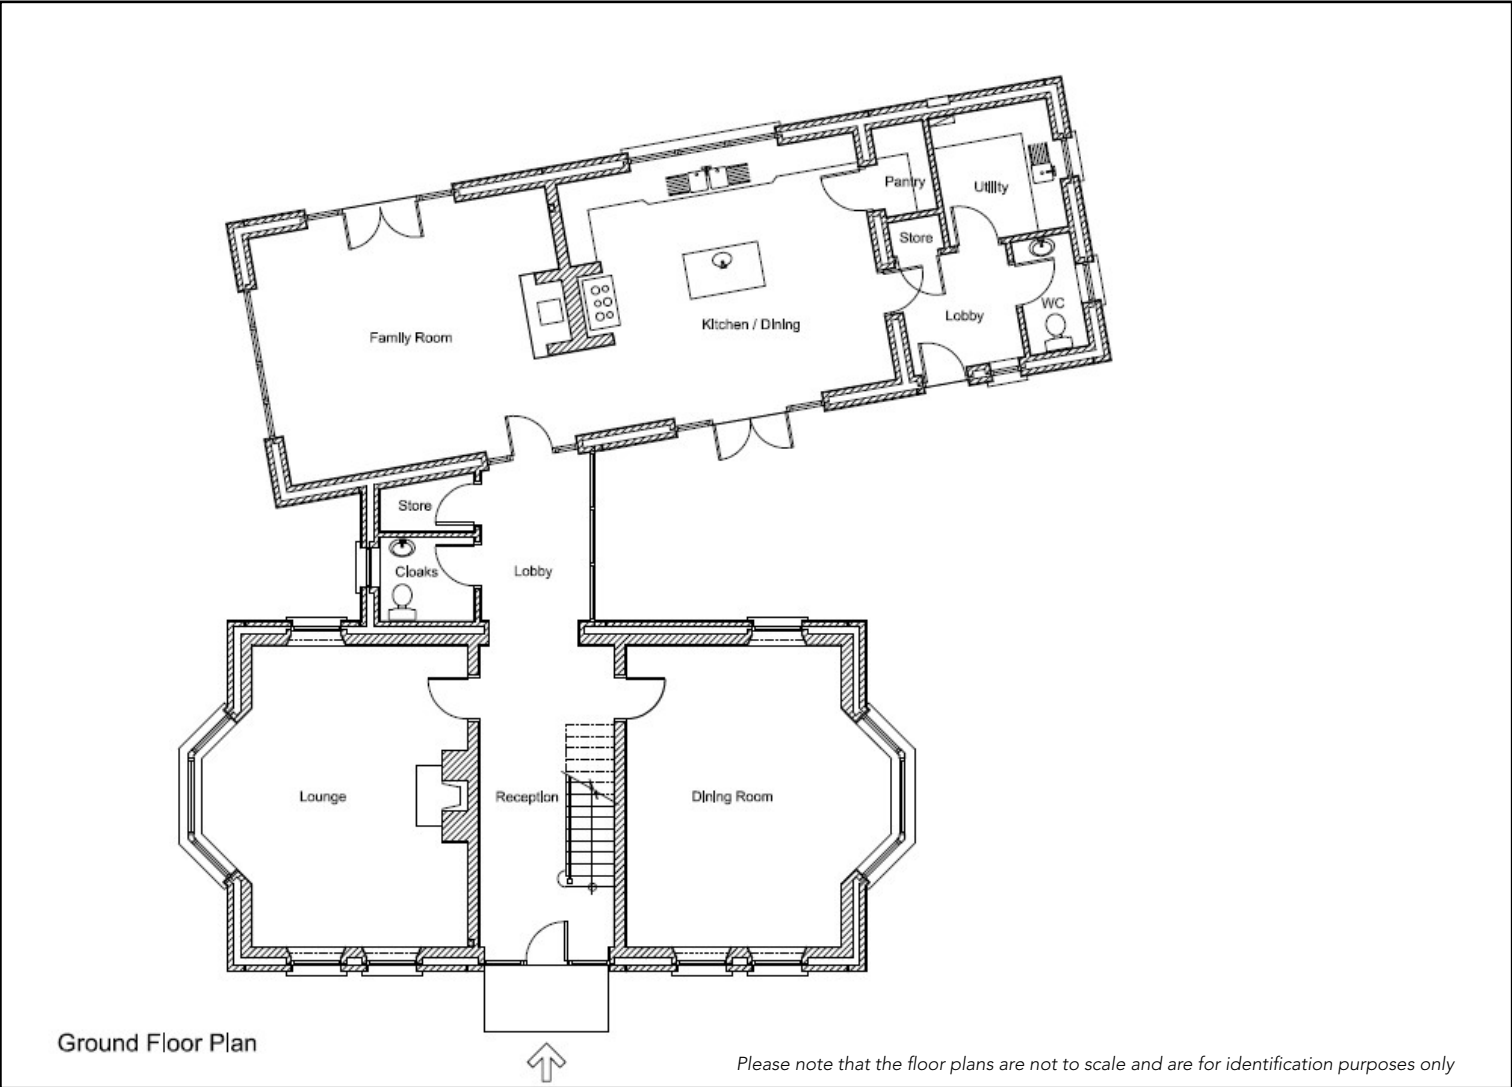 Pantry
Utility
Store
WC
Lobby
Kitchen / Dining
Family Room
Store
Cloaks
Lobby
Lounge
Reception
Dining Room
Ground Floor Plan
Please note that the floor plans are not to scale and are for identification purposes only